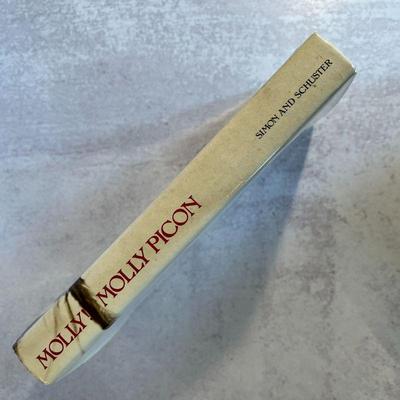 MOLLY!
MOLLY PICON
SIMON AND SCHUSTER